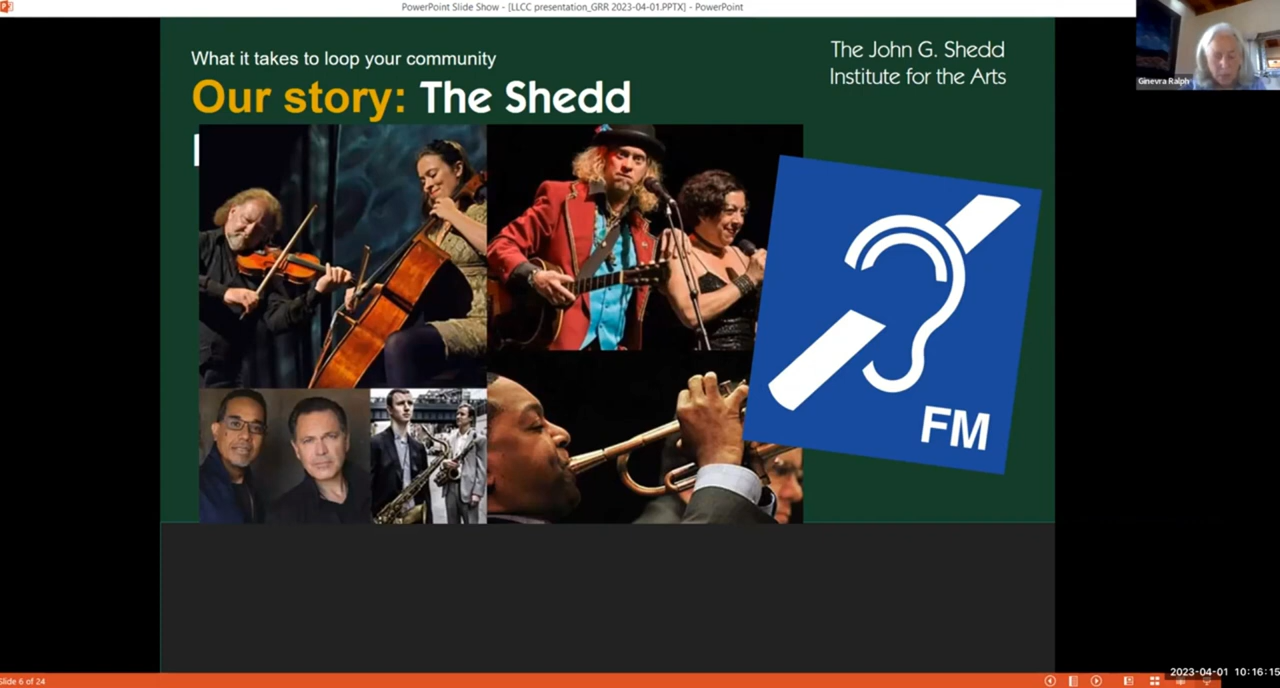 PowerPoint Slide Show - [LLCC presentation_GRR 2023-04-01.PPTX] - PowerPoint
Ginevra Ralph
What it takes to loop your community
Our story: The Shedd
The John G. Shedd
Institute for the Arts
FM
Slide 6 of 24
2023-04-01 10:16:15